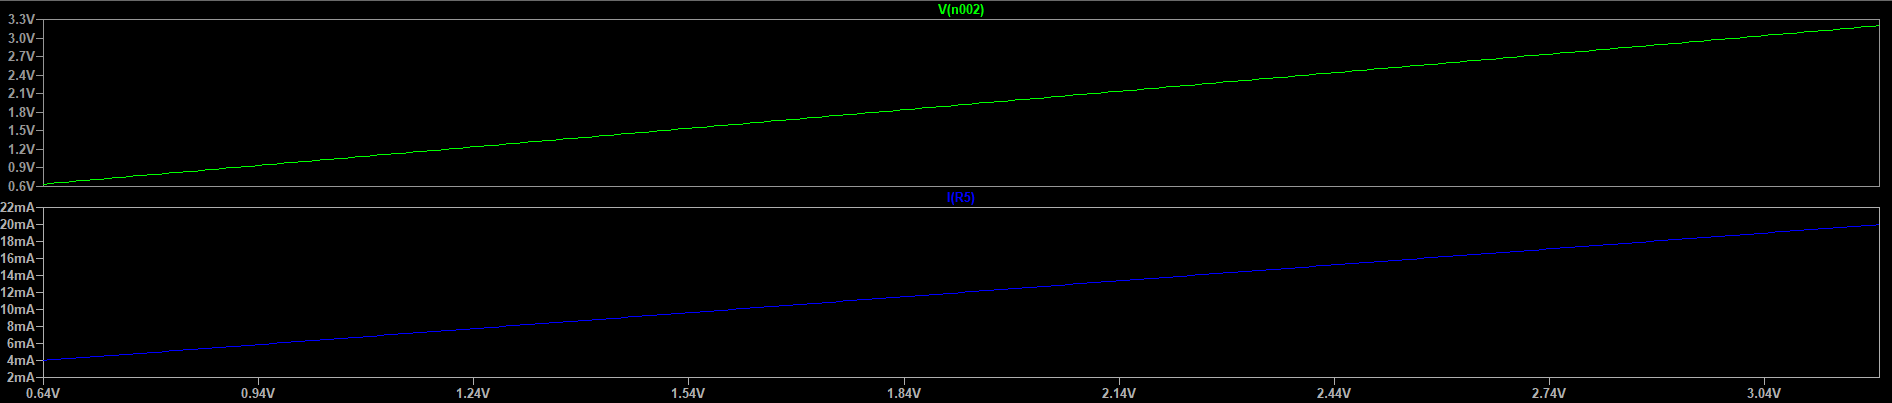 V(n002)
3.3V
3.0V
2.7V
2.4V
2.1V
1.8V
1.5V
1.2V
0.9V
0.6V
I(R5)
22mA
20mA
18mA
16mA
14mA
12mA
10mA
8mA
6mA
4mA
2mA
0.64V 0.94V 1.24V 1.54V 1.84V 2.14V 2.44V 2.74V 3.04V